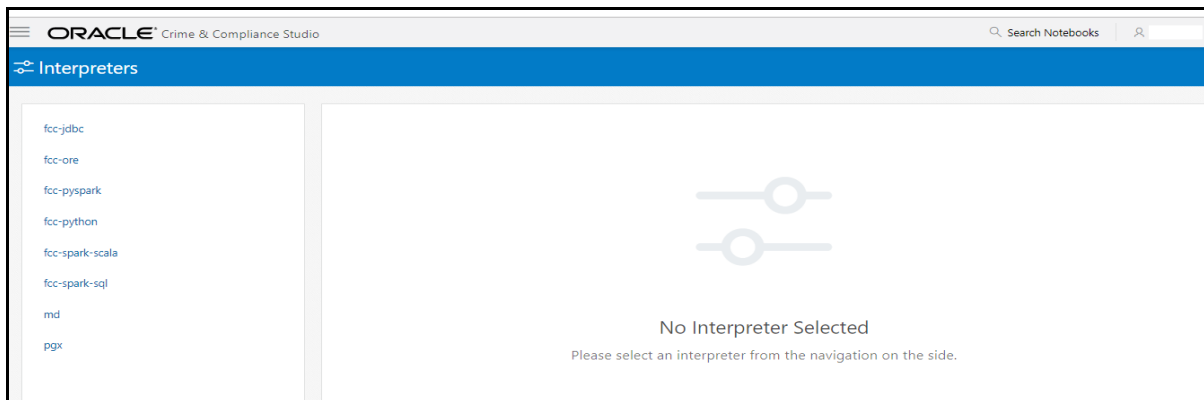 ORACLE® Crime & Compliance Studio
Search Notebooks
Interpreters
fcc-jdbc
fcc-ore
fcc-pyspark
fcc-python
fcc-spark-scala
fcc-spark-sql
md
pgx
No Interpreter Selected
Please select an interpreter from the navigation on the side.